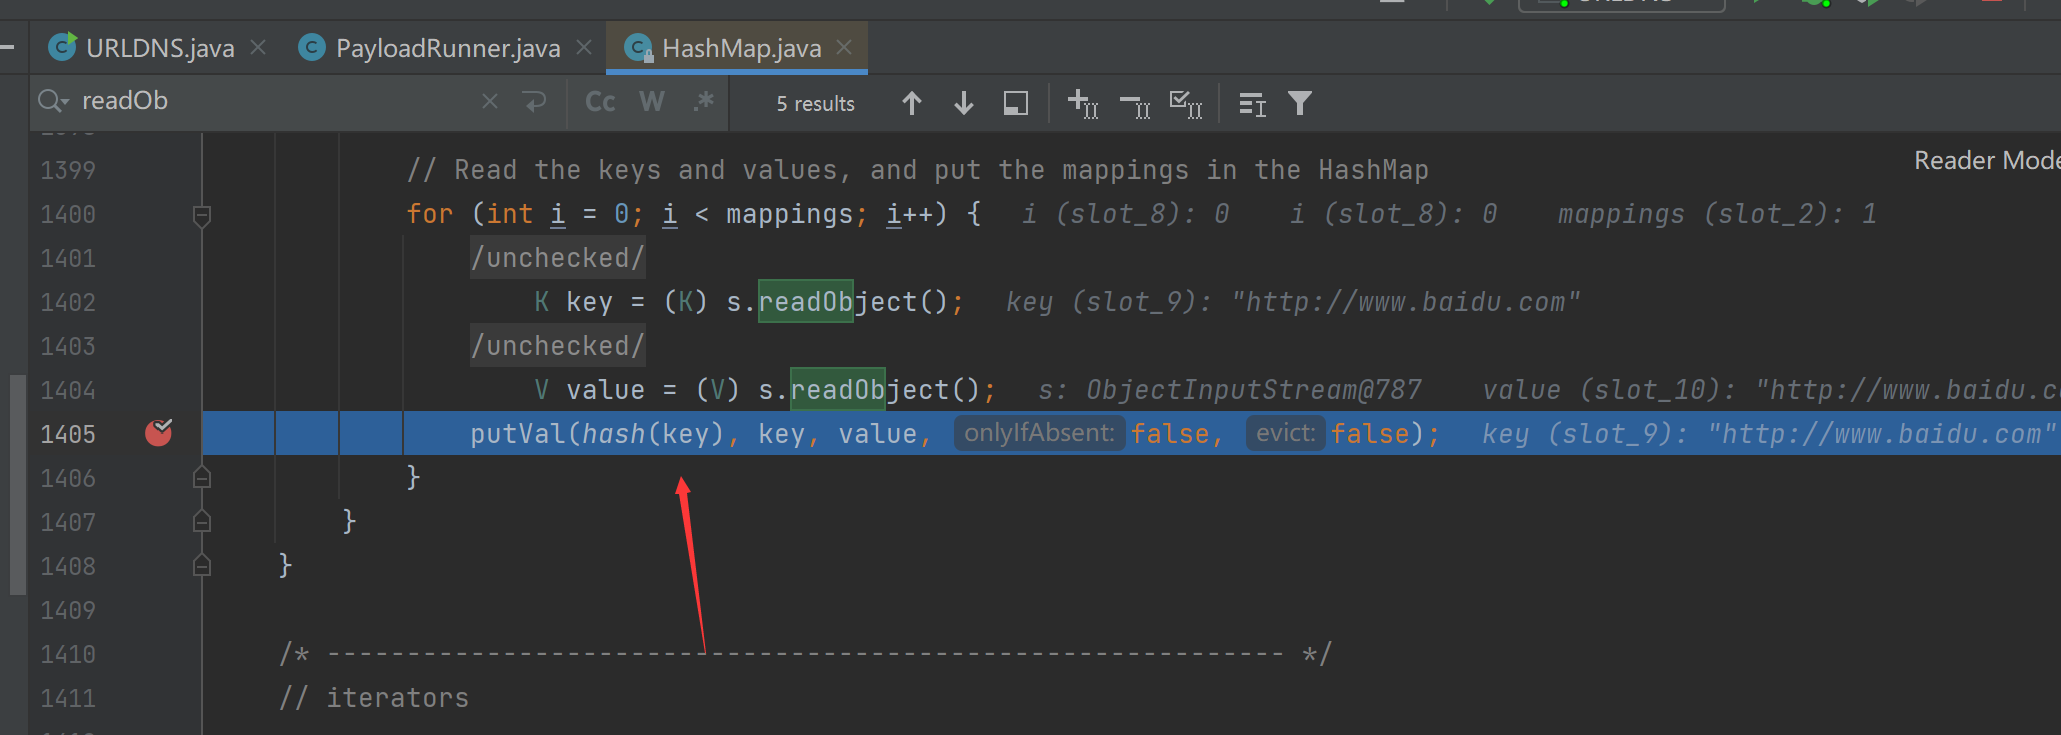 URLDNS.java PayloadRunner.java HashMap.java
readOb Cc W .* 5 results
Reader Mode
1399 // Read the keys and values, and put the mappings in the HashMap
1400 for (int i = 0; i < mappings; i++) { i (slot_8): 0 i (slot_8): 0 mappings (slot_2): 1
1401 /unchecked/
1402 K key = (K) s.readObject(); key (slot_9): "http://www.baidu.com"
1403 /unchecked/
1404 V value = (V) s.readObject(); s: ObjectInputStream@787 value (slot_10): "http://www.baidu.co
1405 putVal(hash(key), key, value, onlyIfAbsent: false, evict: false); key (slot_9): "http://www.baidu.com"
1406 }
1407 }
1408 }
1409
1410 /* ------------------------------------------------------------ */
1411 // iterators